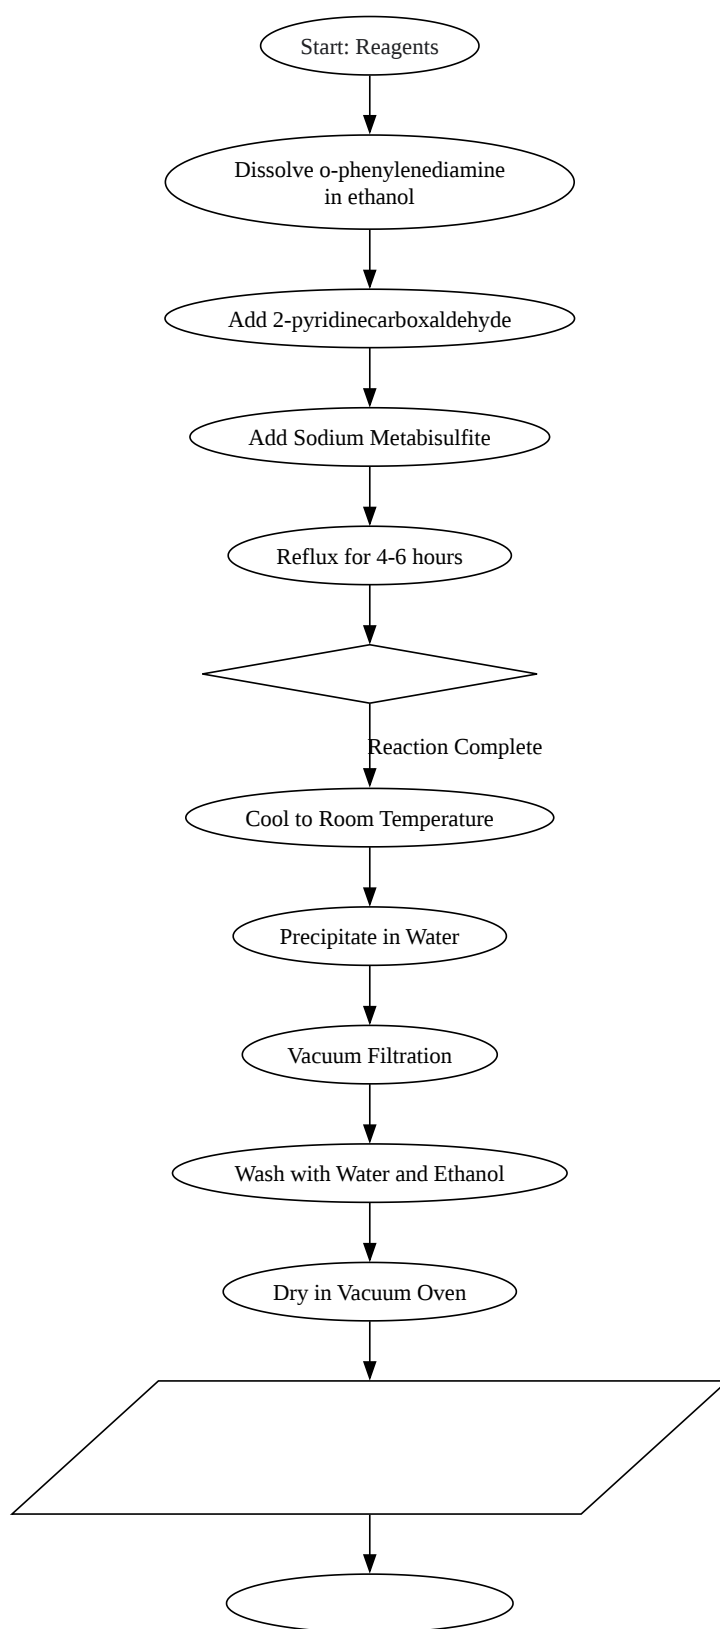 Start: Reagents
Dissolve o-phenylenediamine
in ethanol
Add 2-pyridinecarboxaldehyde
Add Sodium Metabisulfite
Reflux for 4-6 hours
Reaction Complete
Cool to Room Temperature
Precipitate in Water
Vacuum Filtration
Wash with Water and Ethanol
Dry in Vacuum Oven